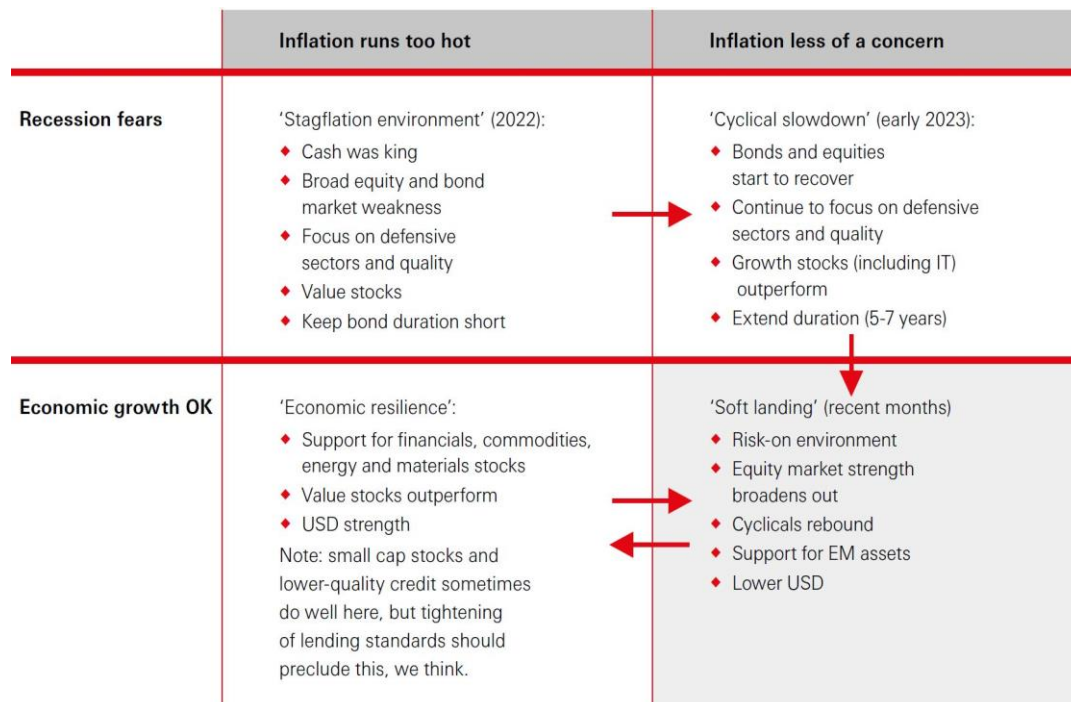 Inflation runs too hot
Inflation less of a concern
Recession fears
‘Stagflation environment’ (2022):
Cash was king
Broad equity and bond
market weakness
Focus on defensive
sectors and quality
Value stocks
Keep bond duration short
‘Cyclical slowdown’ (early 2023):
Bonds and equities
start to recover
Continue to focus on defensive
sectors and quality
Growth stocks (including IT)
outperform
Extend duration (5-7 years)
Economic growth OK
‘Economic resilience’:
Support for financials, commodities,
energy and materials stocks
Value stocks outperform
USD strength
Note: small cap stocks and
lower-quality credit sometimes
do well here, but tightening
of lending standards should
preclude this, we think.
‘Soft landing’ (recent months)
Risk-on environment
Equity market strength
broadens out
Cyclicals rebound
Support for EM assets
Lower USD